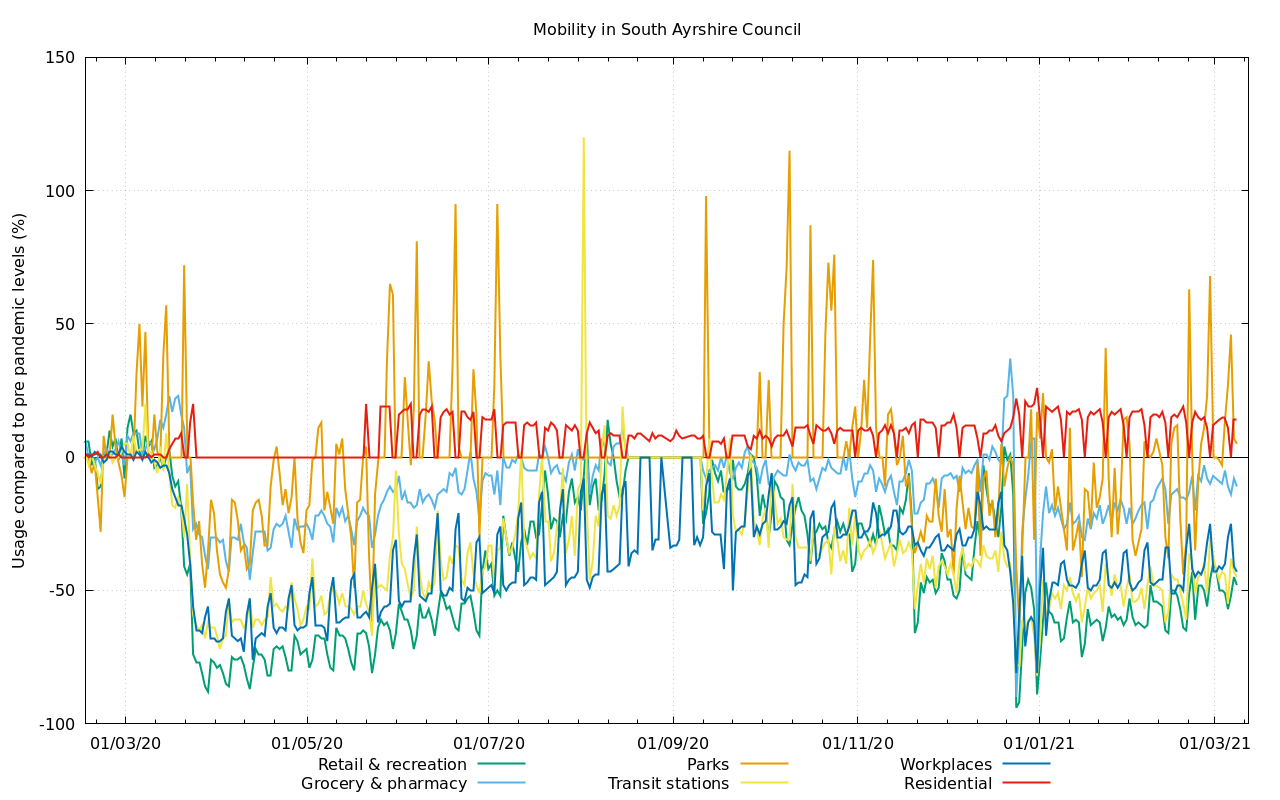 Mobility in South Ayrshire Council
Usage compared to pre pandemic levels (%)
150
100
50
0
-50
-100
01/03/20 01/05/20 01/07/20 01/09/20 01/11/20 01/01/21 01/03/21
Retail & recreation Parks Workplaces
Grocery & pharmacy Transit stations Residential